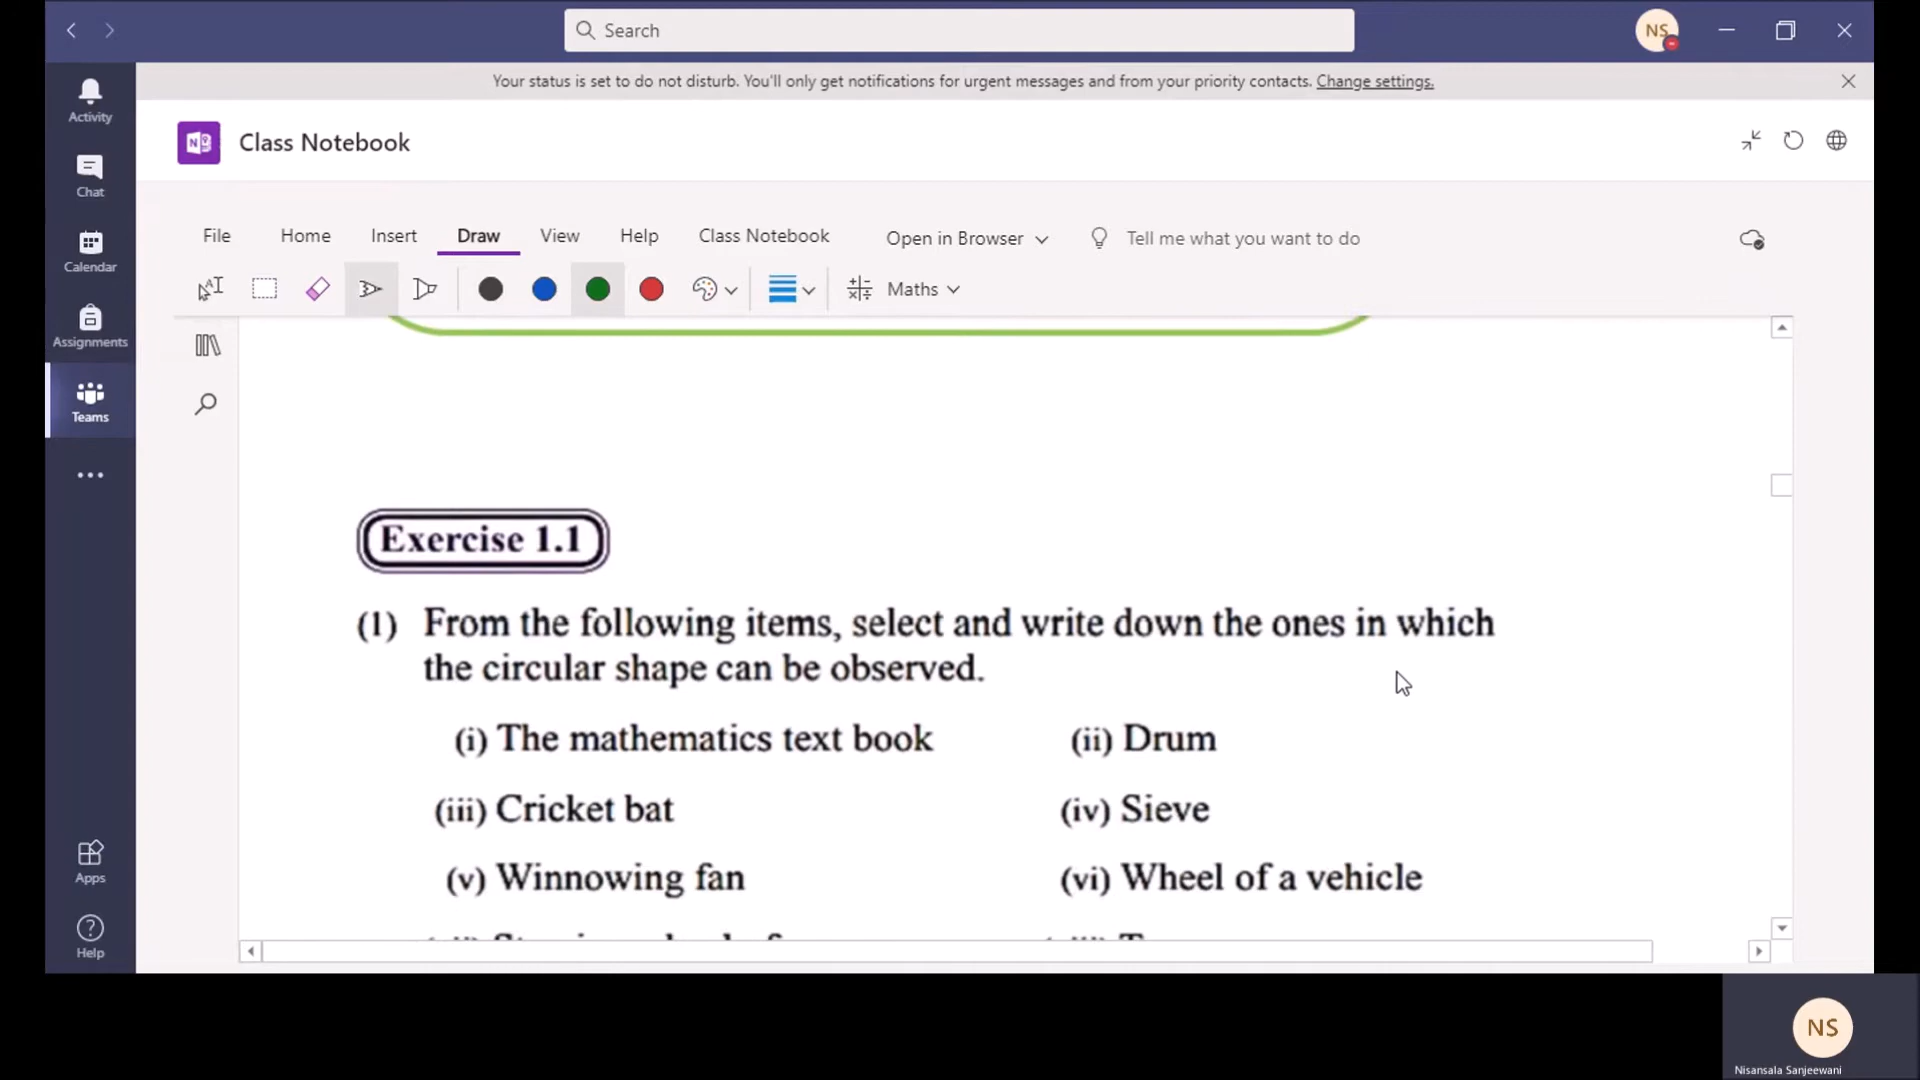 Search
NS
Your status is set to do not disturb. You'll only get notifications for urgent messages and from your priority contacts. Change settings.
Activity
Chat
Calendar
Assignments
Teams
Apps
Help
Class Notebook
File Home Insert Draw View Help Class Notebook Open in Browser Tell me what you want to do
Maths
Exercise 1.1
(1) From the following items, select and write down the ones in which
the circular shape can be observed.
(i) The mathematics text book (ii) Drum
(iii) Cricket bat (iv) Sieve
(v) Winnowing fan (vi) Wheel of a vehicle
NS
Nisansala Sanjeewani